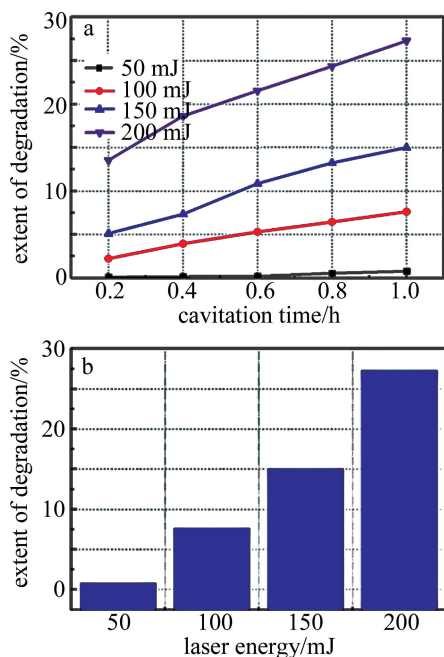 a
50 mJ
100 mJ
150 mJ
200 mJ
30
20
10
0
extent of degradation/%
0.2 0.4 0.6 0.8 1.0
cavitation time/h
b
30
20
10
0
extent of degradation/%
50 100 150 200
laser energy/mJ